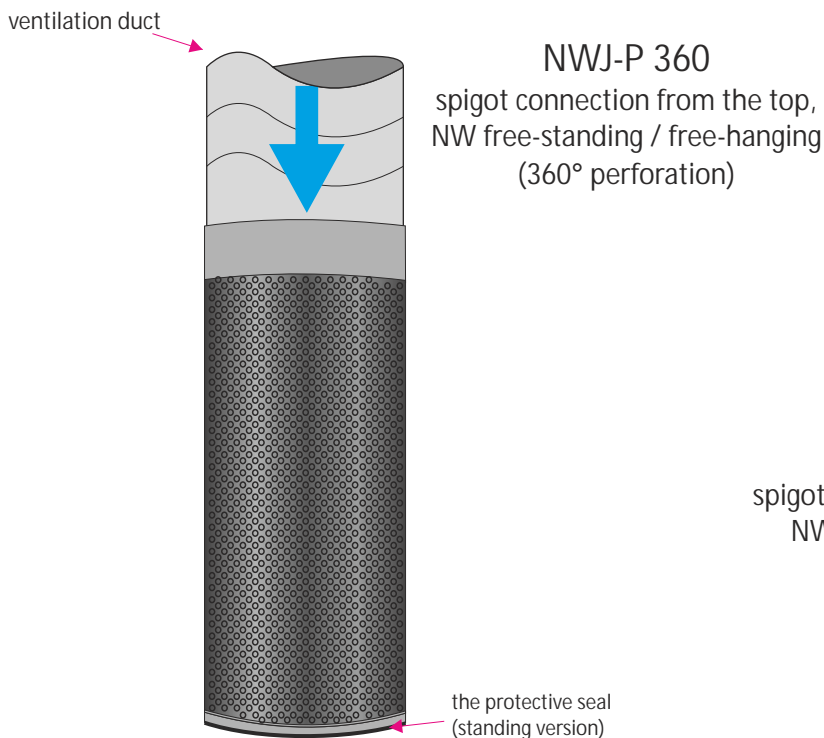 ventilation duct
NWJ-P 360
spigot connection from the top,
NW free-standing / free-hanging
(360° perforation)
spigot
NW
the protective seal
(standing version)